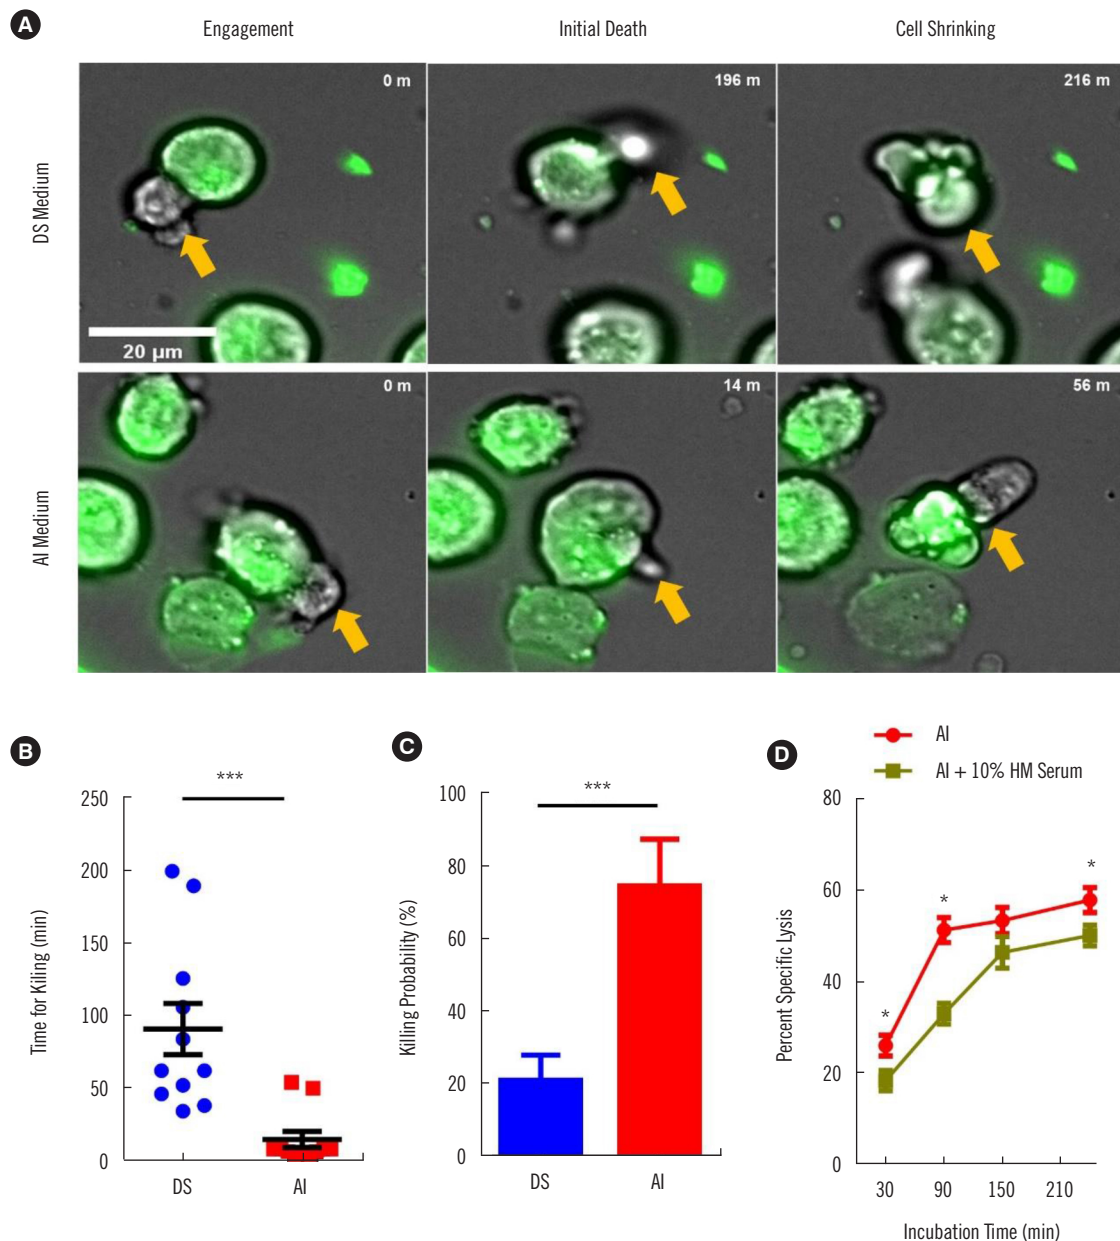 A
Engagement
Initial Death
Cell Shrinking
DS Medium
0 m
196 m
216 m
20 µm
AI Medium
0 m
14 m
56 m
B
***
Time for Kiling (min)
250
200
150
100
50
0
DS
AI
C
***
Killing Probability (%)
100
80
60
40
20
0
DS
AI
D
AI
AI + 10% HM Serum
Percent Specific Lysis
80
60
40
20
0
*
*
*
30
90
150
210
Incubation Time (min)